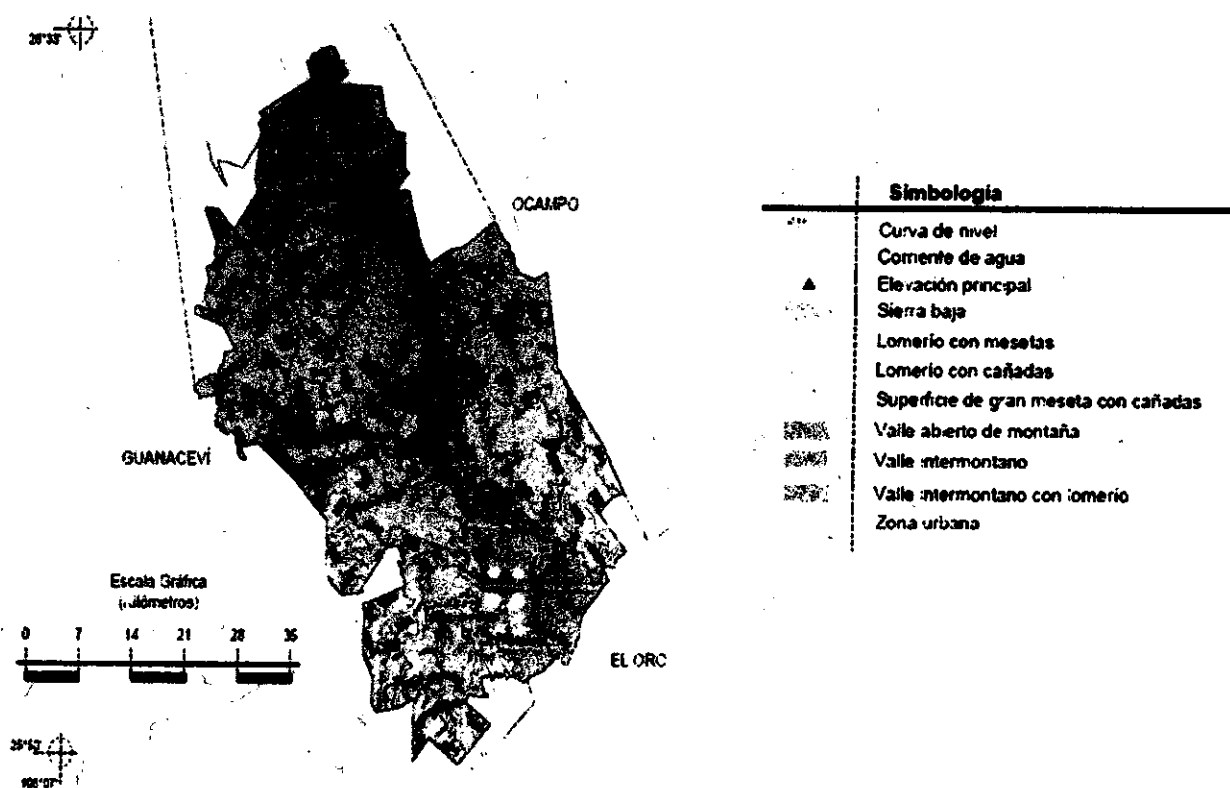 OCAMPO
GUANACEVÍ
Escala Gráfica
0 7 14 21 28 35
EL ORO
Simbología
Curva de nivel
Corriente de agua
Elevación principal
Sierra baja
Lomerío con mesetas
Lomerío con cañadas
Superficie de gran meseta con cañadas
Valle abierto de montaña
Valle intermontano
Valle intermontano con lomerío
Zona urbana